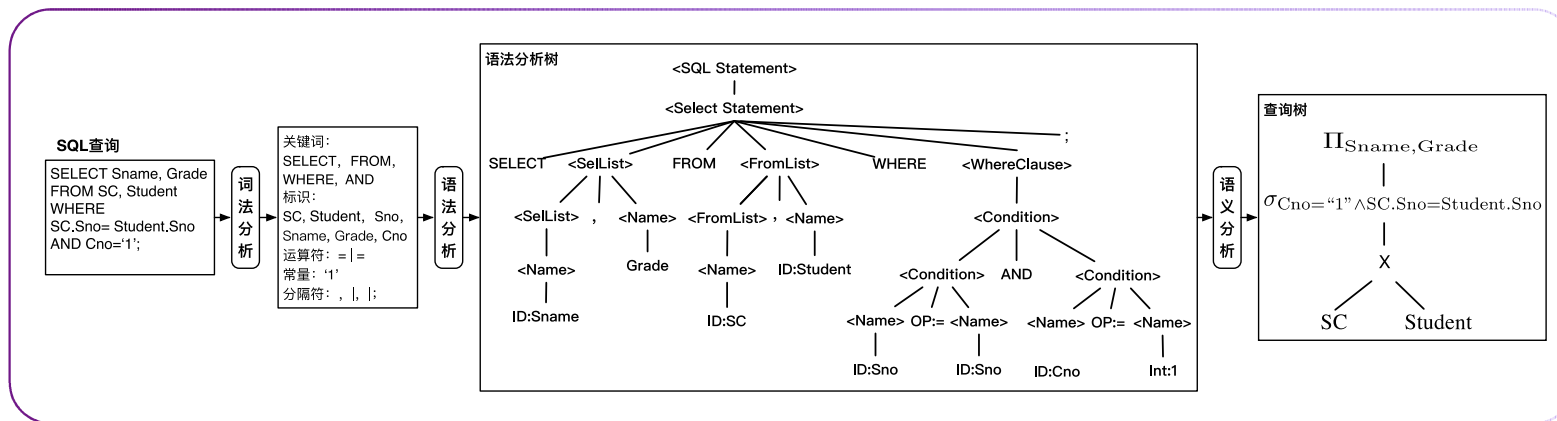 SQL查询
SELECT Sname, Grade
FROM SC, Student
WHERE
SC.Sno= Student.Sno
AND Cno='1';
词法分析
关键词：
SELECT，FROM，
WHERE, AND
标识：
SC, Student，Sno，
Sname, Grade, Cno
运算符：= | =
常量：'1'
分隔符：, |, |;
语法分析
语法分析树
<SQL Statement>
<Select Statement>
SELECT <SelList> FROM <FromList> WHERE <WhereClause> ;
<SelList> , <Name> <FromList> , <Name> <Condition>
<Name> Grade <Name> ID:Student <Condition> AND <Condition>
ID:Sname ID:SC <Name> OP:= <Name> <Name> OP:= <Name>
ID:Sno ID:Sno ID:Cno Int:1
语义分析
查询树
ΠSname,Grade
σCno=“1”∧SC.Sno=Student.Sno
X
SC Student